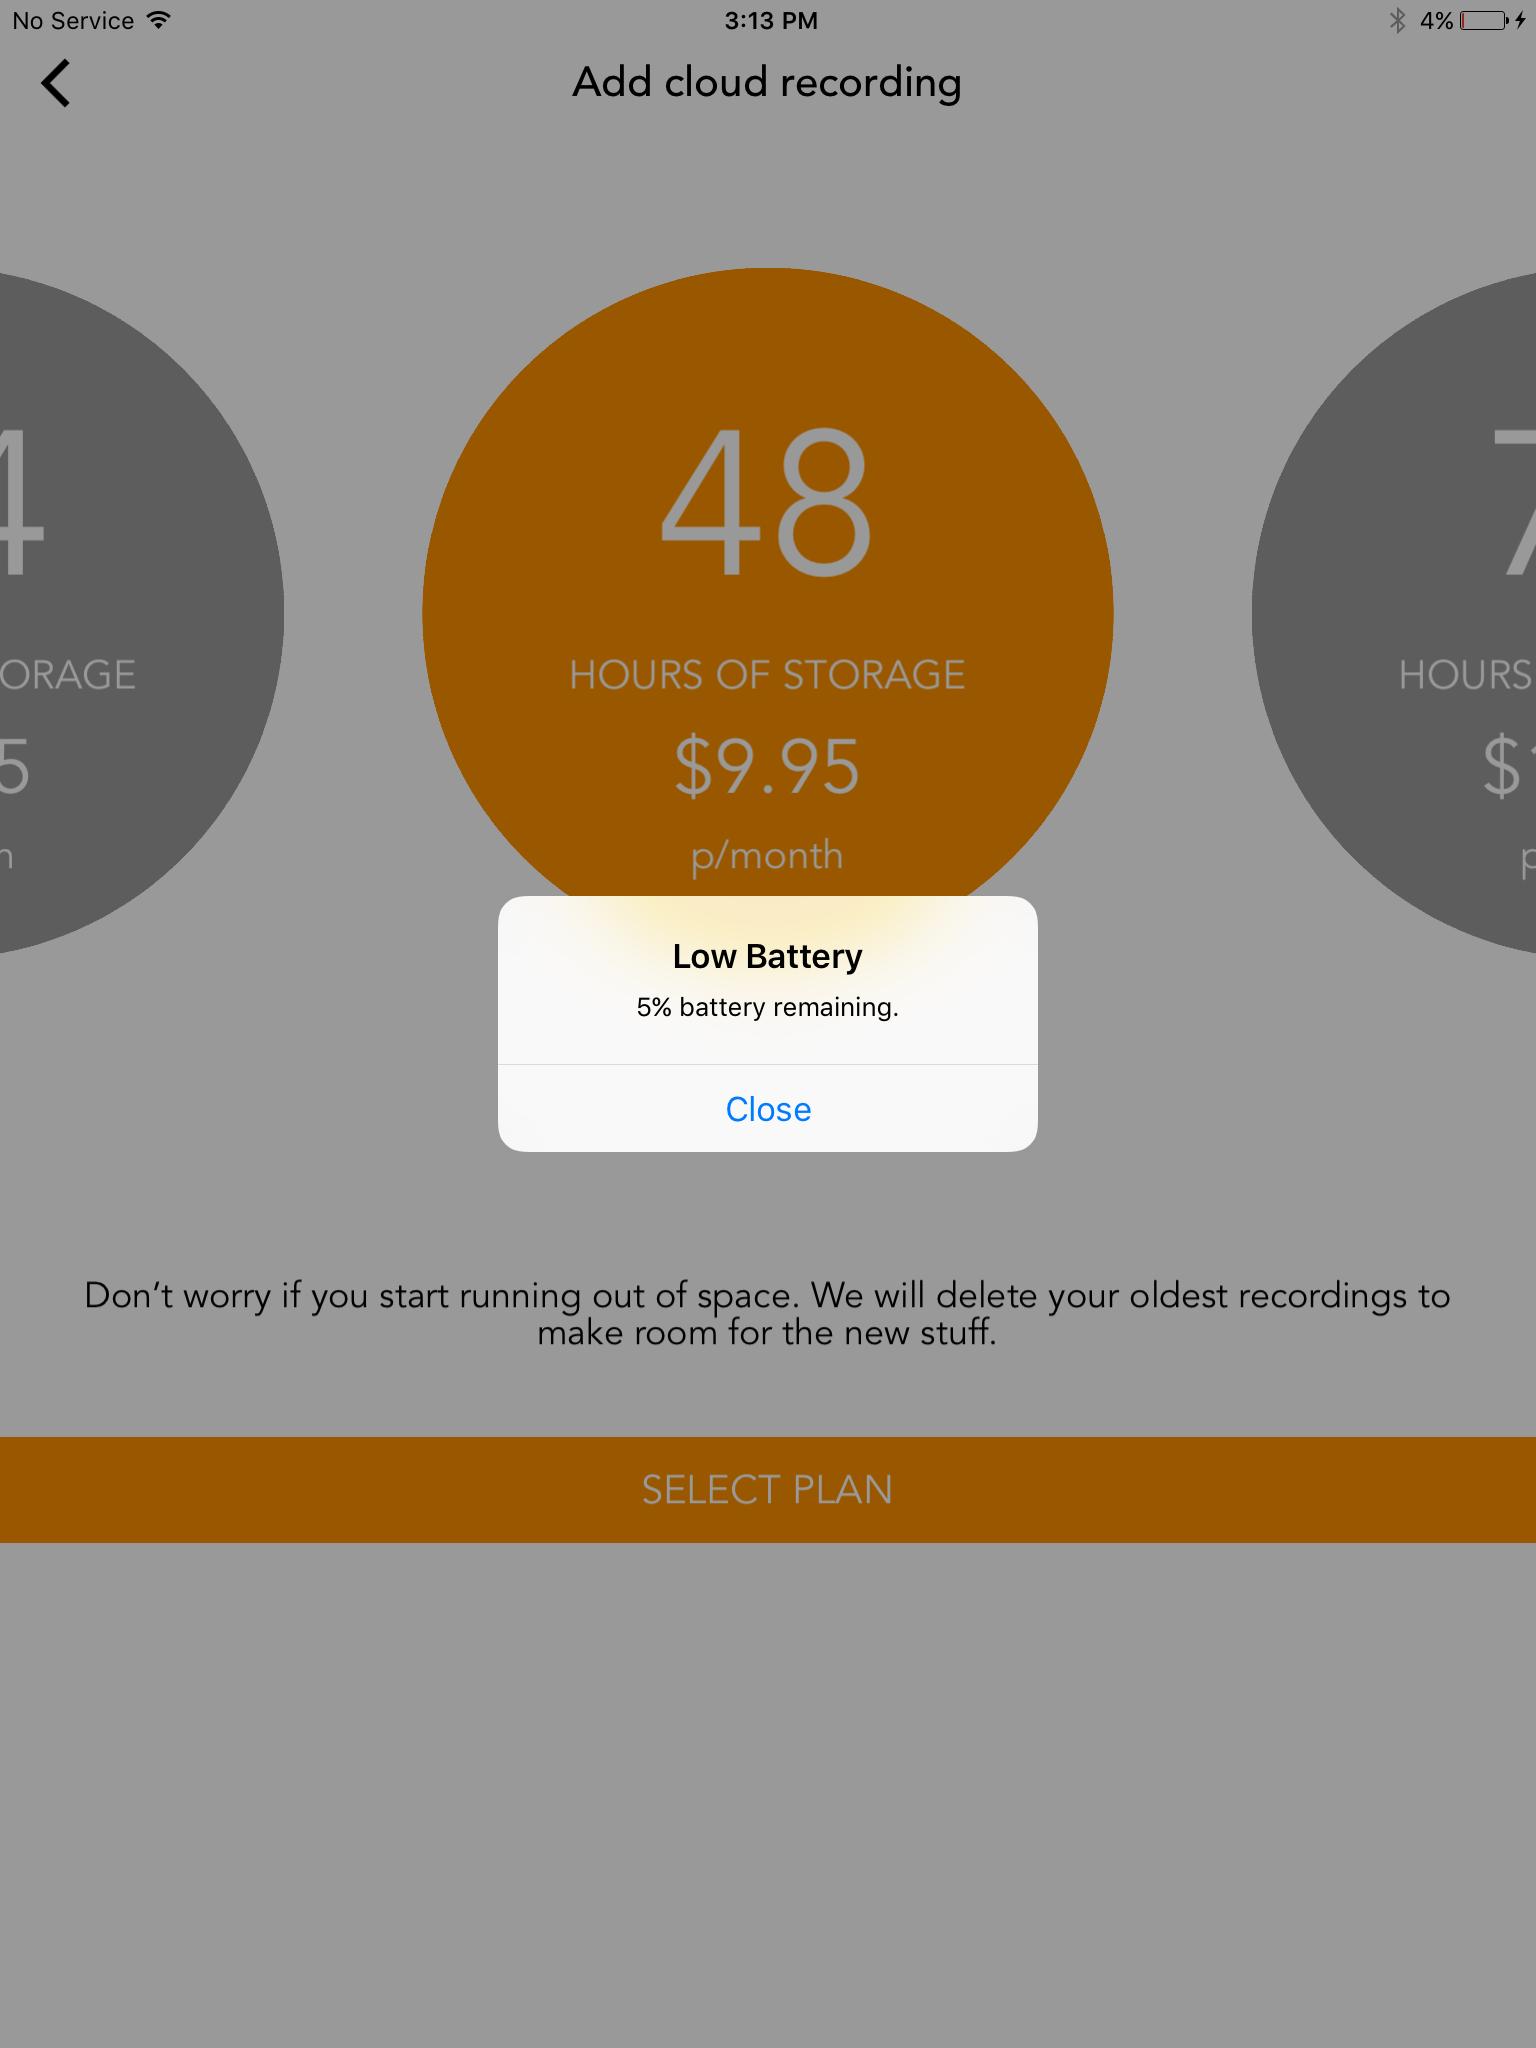 No Service
3:13 PM
4%
Add cloud recording
4
48
7
ORAGE
HOURS OF STORAGE
HOURS
5
$9.95
$
p/month
Low Battery
5% battery remaining.
Close
Don't worry if you start running out of space. We will delete your oldest recordings to
make room for the new stuff.
SELECT PLAN